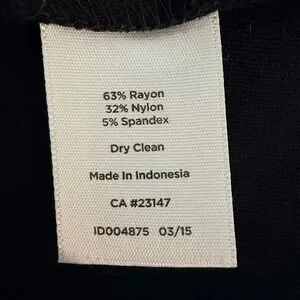 63% Rayon
32% Nylon
5% Spandex
Dry Clean
Made In Indonesia
CA #23147
ID004875 03/15